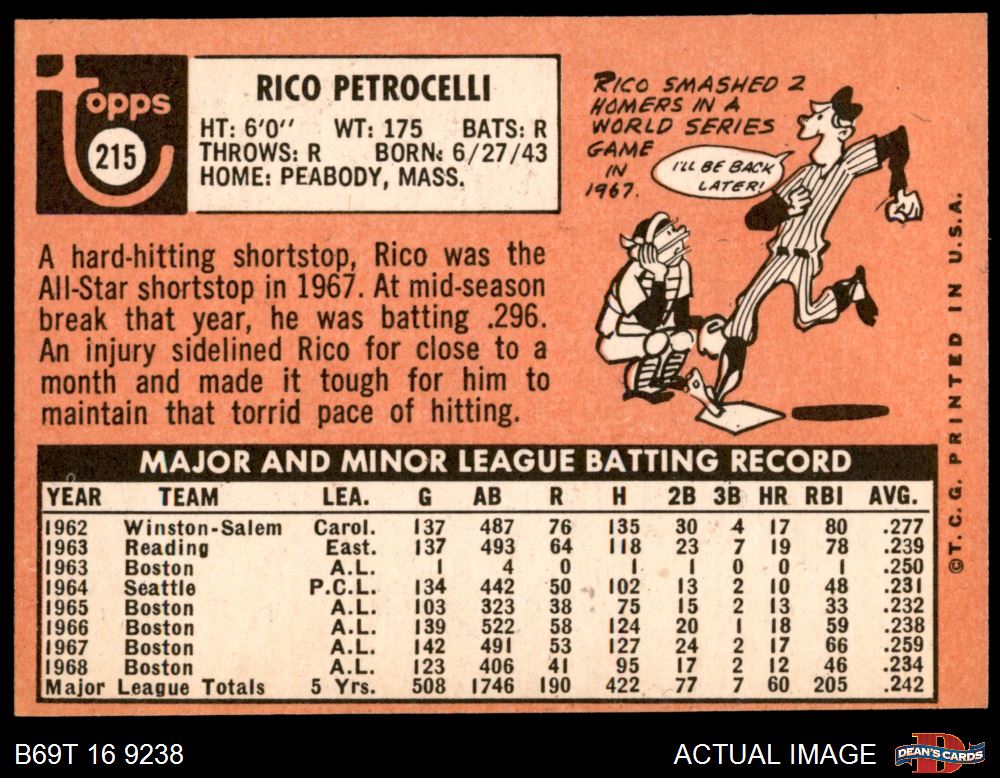 Topps
215
RICO PETROCELLI
HT: 6'0" WT: 175 BATS: R
THROWS: R BORN: 6/27/43
HOME: PEABODY, MASS.
RICO SMASHED 2
HOMERS IN A
WORLD SERIES
GAME
IN
1967.
I'LL BE BACK
LATER!
A hard-hitting shortstop, Rico was the
All-Star shortstop in 1967. At mid-season
break that year, he was batting .296.
An injury sidelined Rico for close to a
month and made it tough for him to
maintain that torrid pace of hitting.
MAJOR AND MINOR LEAGUE BATTING RECORD
YEAR TEAM LEA. G AB R H 2B 3B HR RBI AVG.
1962 Winston-Salem Carol. 137 487 76 135 30 4 17 80 .277
1963 Reading East. 137 493 64 118 23 7 19 78 .239
1963 Boston A.L. 1 4 0 1 1 0 0 1 .250
1964 Seattle P.C.L. 134 442 50 102 13 2 10 48 .231
1965 Boston A.L. 103 323 38 75 15 2 13 33 .232
1966 Boston A.L. 139 522 58 124 20 1 18 59 .238
1967 Boston A.L. 142 491 53 127 24 2 17 66 .259
1968 Boston A.L. 123 406 41 95 17 2 12 46 .234
Major League Totals 5 Yrs. 508 1746 190 422 77 7 60 205 .242
©T.C.G. PRINTED IN U.S.A.
B69T 16 9238
ACTUAL IMAGE
D
DEAN'S CARDS